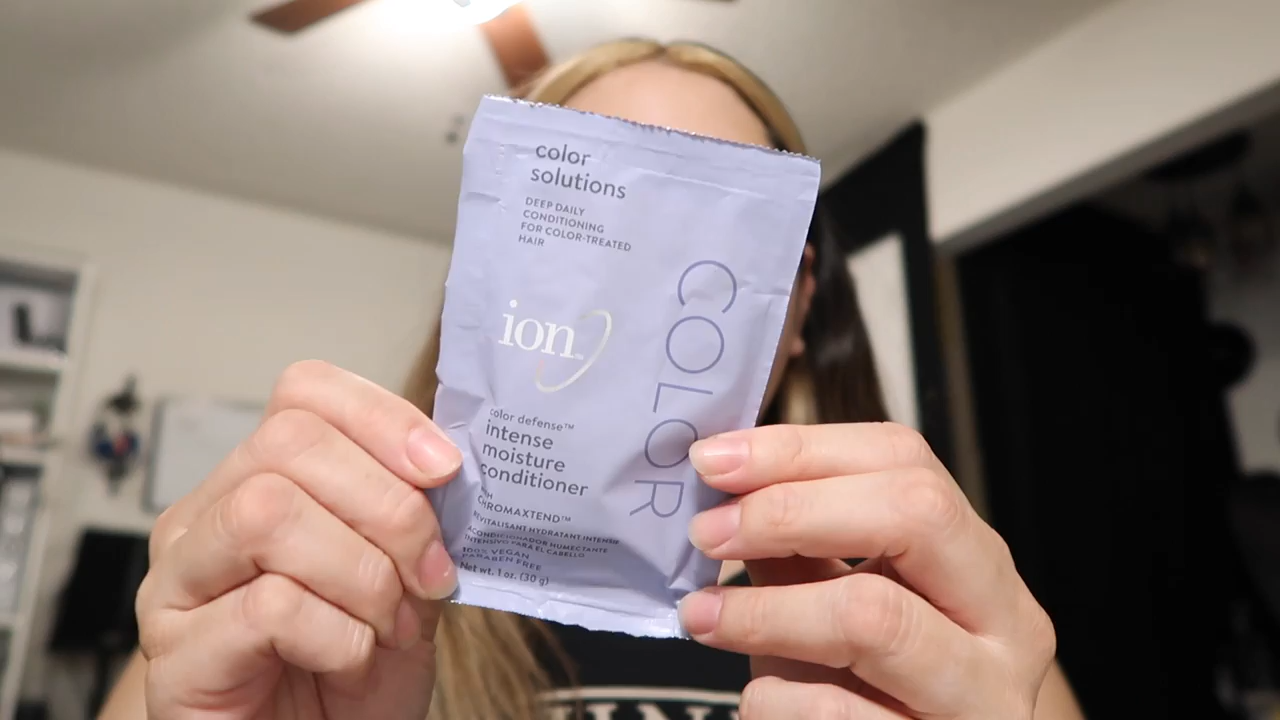 color
solutions
DEEP DAILY
CONDITIONING
FOR COLOR-TREATED
HAIR
ion
COLOR
color defense™
intense
moisture
conditioner
CHROMAXTEND™
REVITALISANT HYDRATANT INTENSIF
ACONDICIONADOR HUMECTANTE
INTENSIVO PARA EL CABELLO
100% VEGAN
PARABEN FREE
Net wt. 1 oz. (30 g)